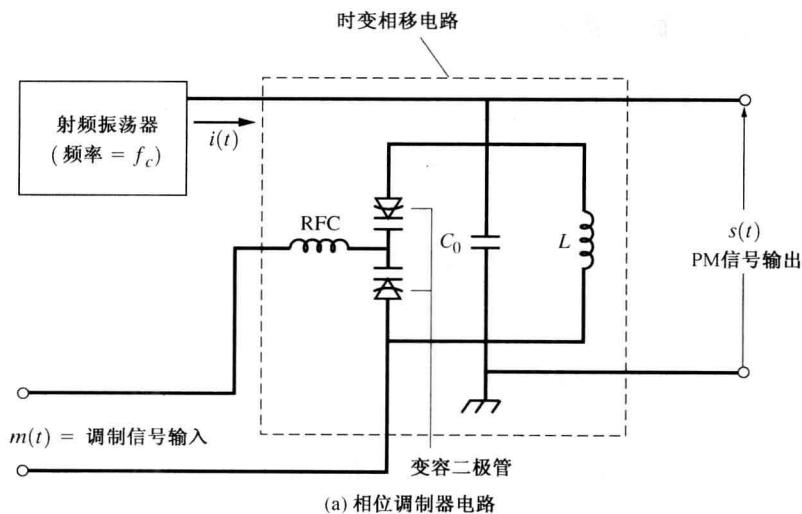 时变相移电路
射频振荡器
(频率 = f_c)
i(t)
RFC
C_0
L
s(t)
PM信号输出
m(t) = 调制信号输入
变容二极管
(a) 相位调制器电路